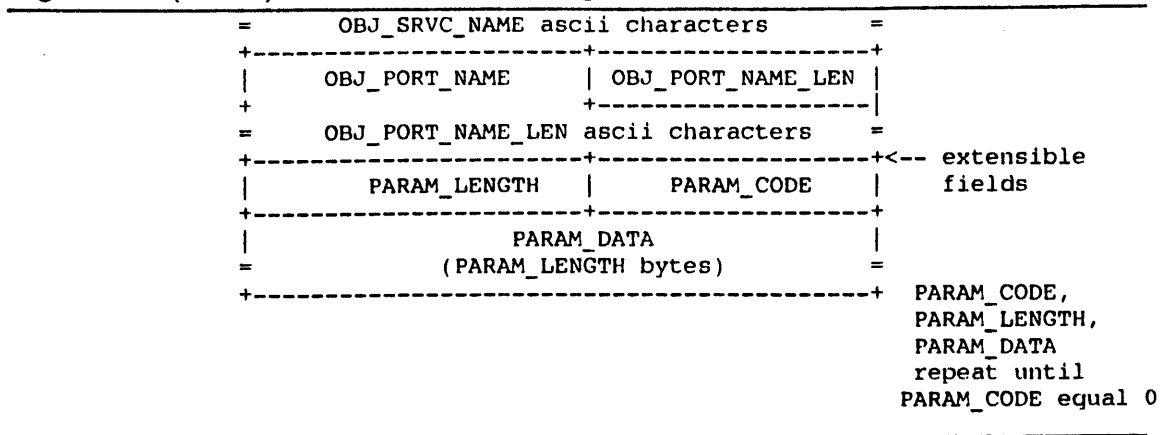 =      OBJ_SRVC_NAME ascii characters       =
+-----------------------+-------------------+
|     OBJ_PORT_NAME     | OBJ_PORT_NAME_LEN |
+                       +-------------------|
=     OBJ_PORT_NAME_LEN ascii characters    =
+-----------------------+-------------------+<-- extensible
|        PARAM_LENGTH   |     PARAM_CODE    |    fields
+-----------------------+-------------------+
|                 PARAM_DATA                |
=             (PARAM_LENGTH bytes)          =
+-------------------------------------------+  PARAM_CODE,
PARAM_LENGTH,
PARAM_DATA
repeat until
PARAM_CODE equal 0